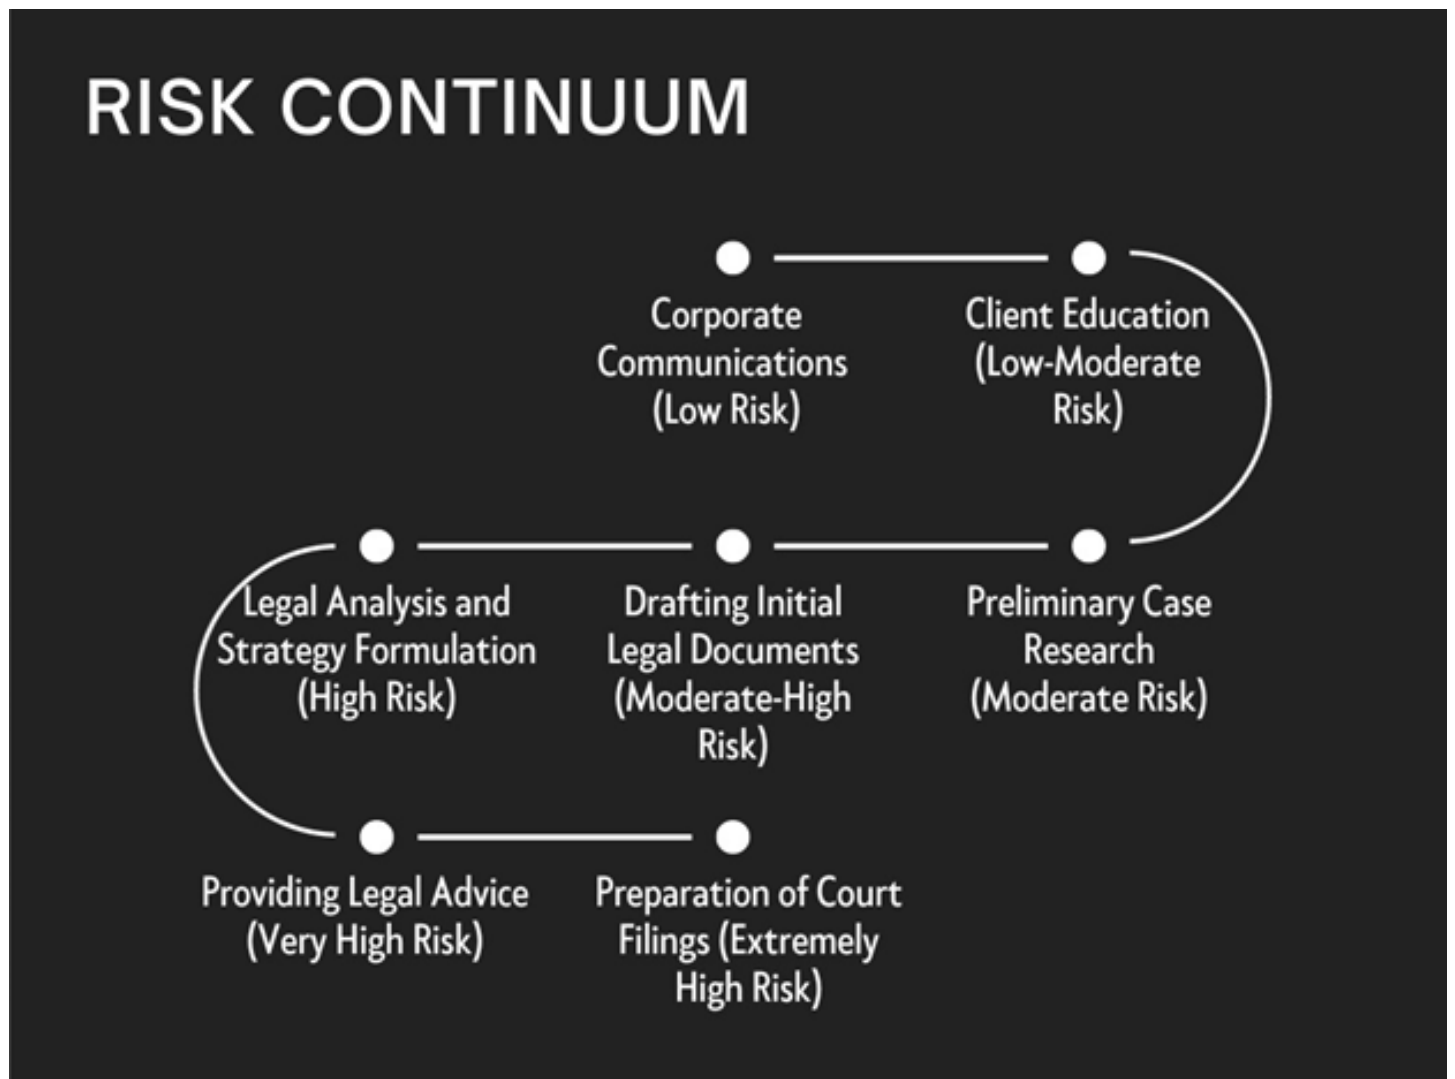 RISK CONTINUUM
Corporate
Communications
(Low Risk)
Client Education
(Low-Moderate
Risk)
Legal Analysis and
Strategy Formulation
(High Risk)
Drafting Initial
Legal Documents
(Moderate-High
Risk)
Preliminary Case
Research
(Moderate Risk)
Providing Legal Advice
(Very High Risk)
Preparation of Court
Filings (Extremely
High Risk)